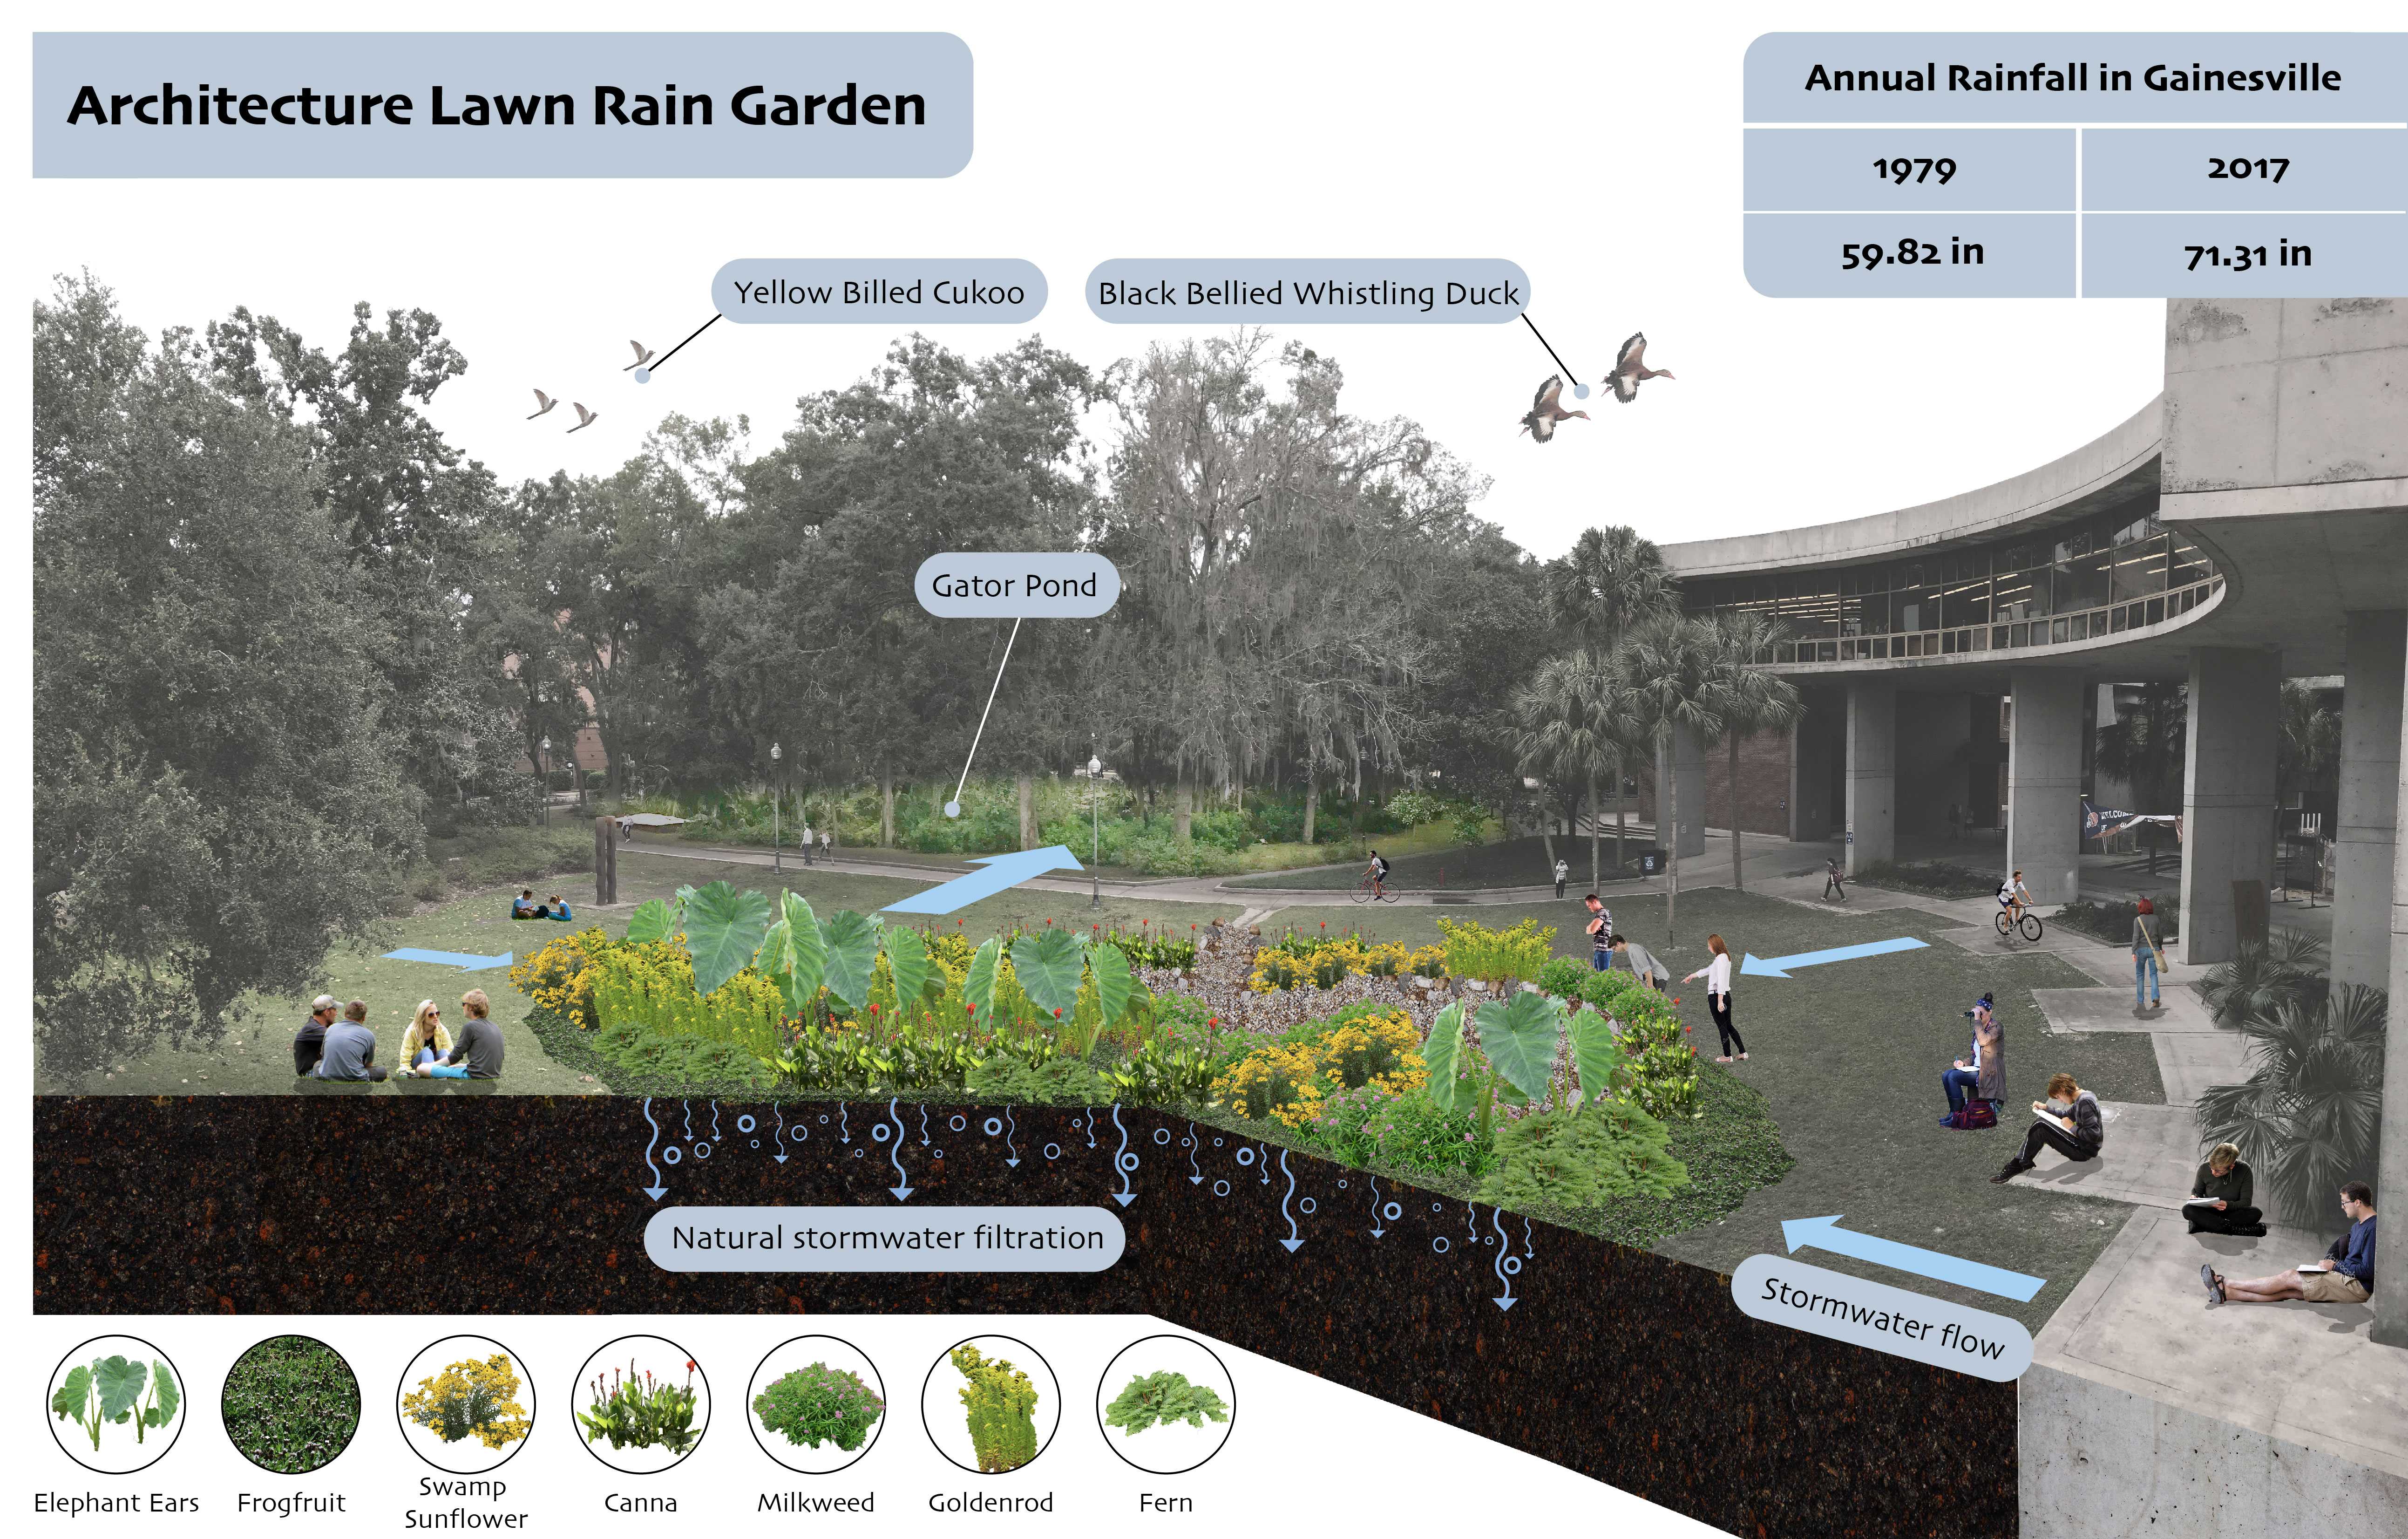 Architecture Lawn Rain Garden
Annual Rainfall in Gainesville
1979
2017
59.82 in
71.31 in
Yellow Billed Cukoo
Black Bellied Whistling Duck
Gator Pond
Natural stormwater filtration
Stormwater flow
Elephant Ears
Frogfruit
Swamp
Sunflower
Canna
Milkweed
Goldenrod
Fern